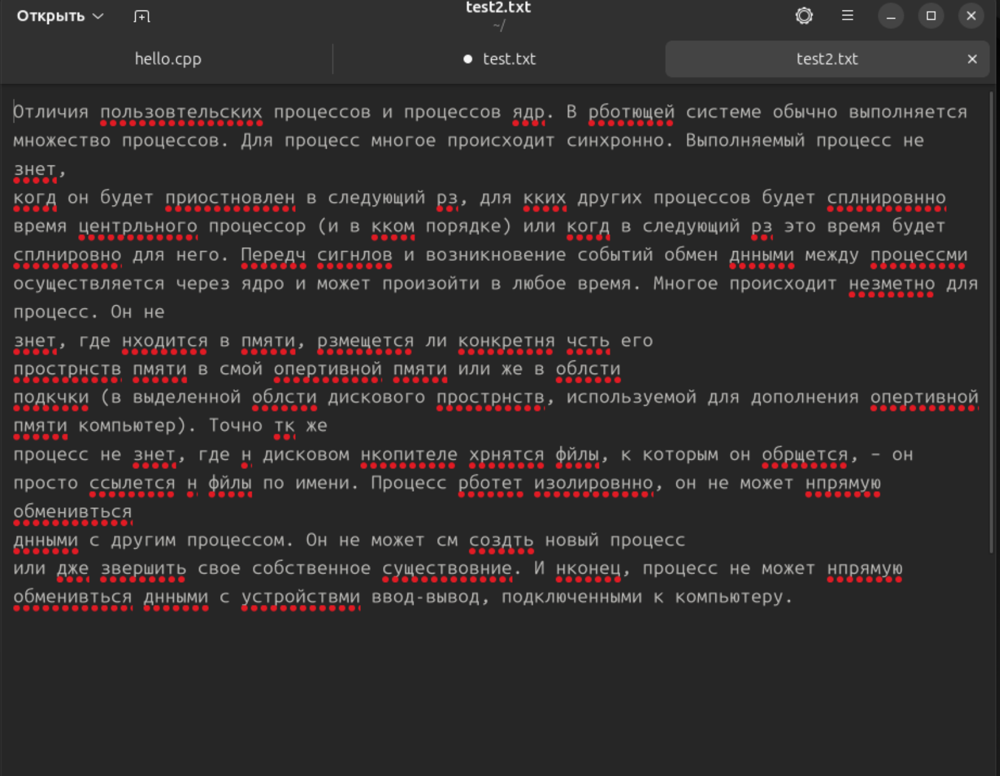 Открыть
test2.txt
~/
hello.cpp
test.txt
test2.txt
Отличия пользовтельских процессов и процессов ядр. В рботющей системе обычно выполняется
множество процессов. Для процесс многое происходит синхронно. Выполняемый процесс не
знет,
когд он будет приостновлен в следующий рз, для кких других процессов будет сплнировнно
время центрльного процессор (и в кком порядке) или когд в следующий рз это время будет
сплнировно для него. Передч сигнлов и возникновение событий обмен днными между процессми
осуществляется через ядро и может произойти в любое время. Многое происходит незметно для
процесс. Он не
знет, где нходится в пмяти, рзмещется ли конкретня чсть его
прострнств пмяти в смой опертивной пмяти или же в облсти
подкчки (в выделенной облсти дискового прострнств, используемой для дополнения опертивной
пмяти компьютер). Точно тк же
процесс не знет, где н дисковом нкопителе хрнятся фйлы, к которым он обрщется, – он
просто ссылется н фйлы по имени. Процесс рботет изолировнно, он не может нпрямую
обменивться
днными с другим процессом. Он не может см создть новый процесс
или дже звершить свое собственное существовние. И нконец, процесс не может нпрямую
обменивться днными с устройствми ввод-вывод, подключенными к компьютеру.